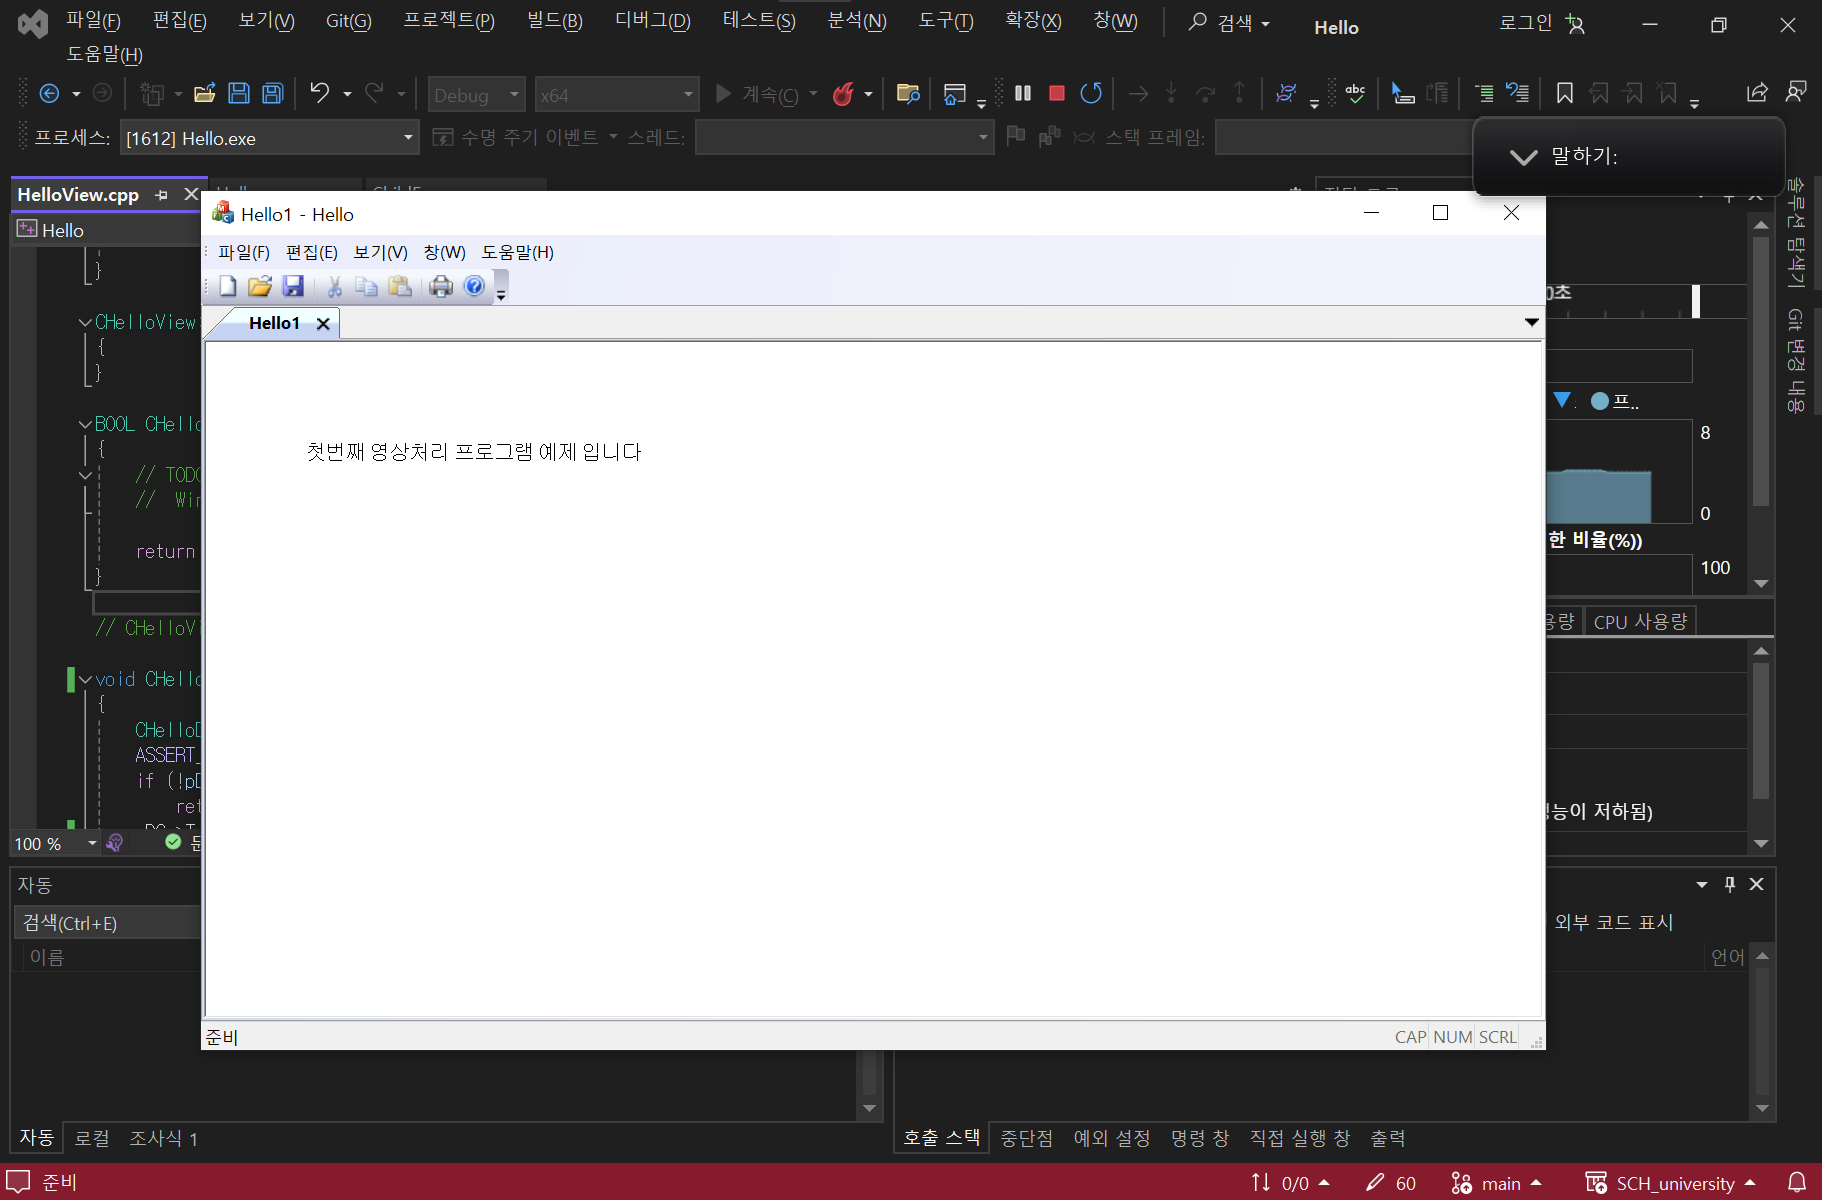 파일(F) 편집(E) 보기(V) Git(G) 프로젝트(P) 빌드(B) 디버그(D) 테스트(S) 분석(N) 도구(T) 확장(X) 창(W) 검색 Hello 로그인
도움말(H)
Debug x64 계속(C)
프로세스: [1612] Hello.exe 수명 주기 이벤트 스레드: 스택 프레임:
말하기:
HelloView.cpp
Hello
}
CHelloView
{
}
BOOL CHello
{
// TODO
// Win
return
}
// CHelloVi
void CHello
{
CHelloD
ASSERT_
if (!pD
ret
100 %
Hello1 - Hello
파일(F) 편집(E) 보기(V) 창(W) 도움말(H)
Hello1
첫번째 영상처리 프로그램 예제 입니다
준비 CAP NUM SCRL
솔루션 탐색기
Git 변경 내용
0초
프..
8
0
한 비율(%))
100
용량 CPU 사용량
성능이 저하됨)
자동
검색(Ctrl+E)
이름
외부 코드 표시
언어
자동 로컬 조사식 1
호출 스택 중단점 예외 설정 명령 창 직접 실행 창 출력
준비 0/0 60 main SCH_university